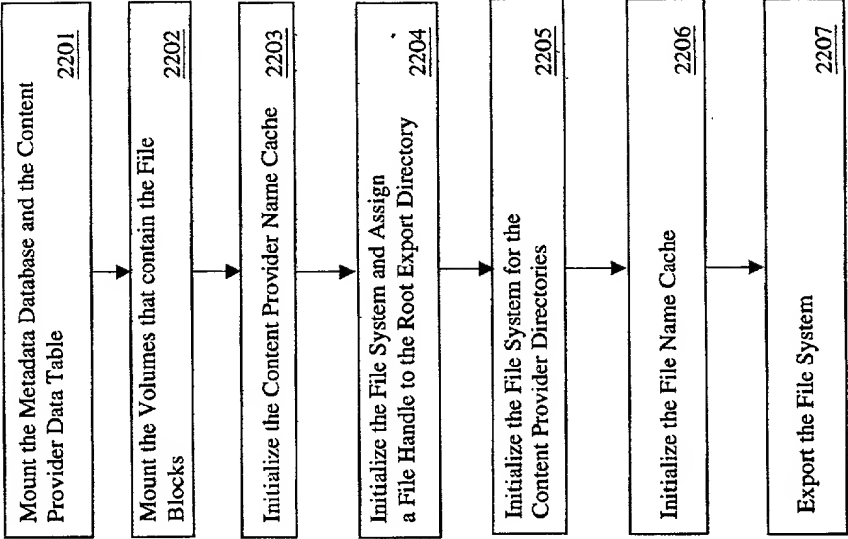 Mount the Metadata Database and the Content
Provider Data Table 2201
Mount the Volumes that contain the File
Blocks 2202
Initialize the Content Provider Name Cache 2203
Initialize the File System and Assign
a File Handle to the Root Export Directory 2204
Initialize the File System for the
Content Provider Directories 2205
Initialize the File Name Cache 2206
Export the File System 2207